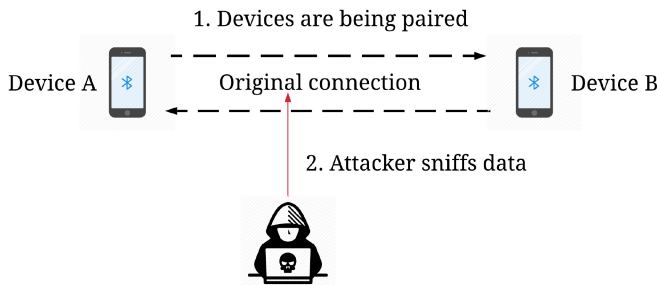 1. Devices are being paired
Device A
Original connection
Device B
2. Attacker sniffs data